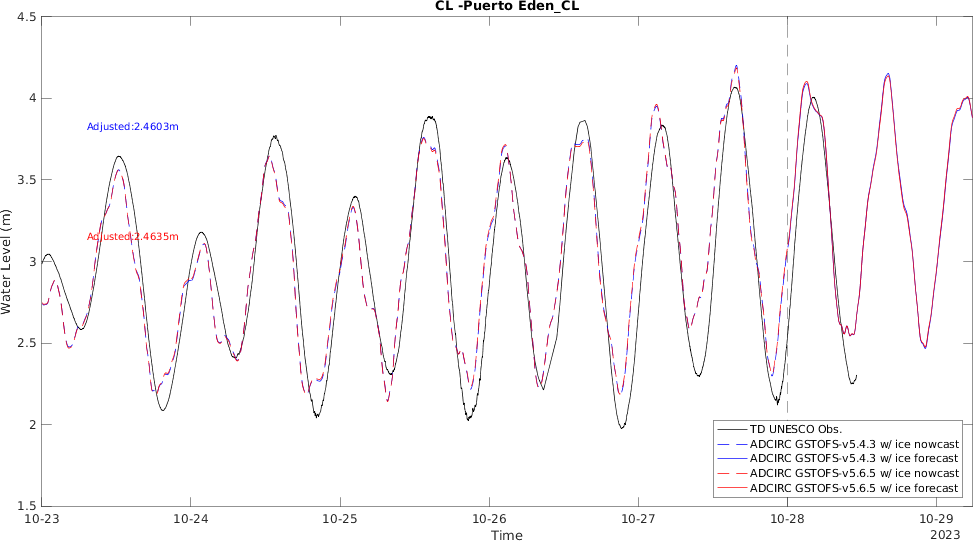 CL -Puerto Eden_CL
4.5
4
3.5
3
2.5
2
1.5
Water Level (m)
Adjusted:2.4603m
Adjusted:2.4635m
TD UNESCO Obs.
ADCIRC GSTOFS-v5.4.3 w/ ice nowcast
ADCIRC GSTOFS-v5.4.3 w/ ice forecast
ADCIRC GSTOFS-v5.6.5 w/ ice nowcast
ADCIRC GSTOFS-v5.6.5 w/ ice forecast
10-23 10-24 10-25 10-26 10-27 10-28 10-29
Time
2023